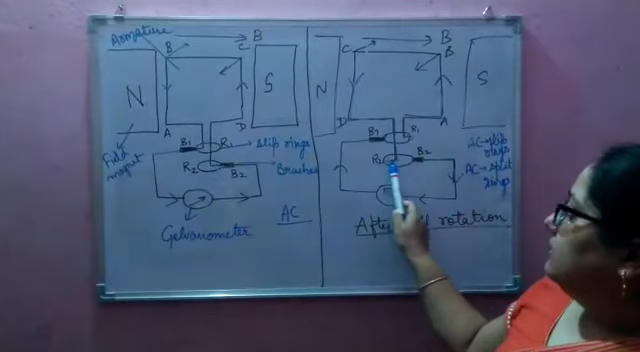 Armature
B
B
C
N
S
A
D
B1
R1
Slip rings
Field
magnet
R2
B2
Brushes
AC
Galvanometer
B
C
B
N
S
D
A
B1
R1
AC→slip
rings
R2
B2
AC→split
rings
rotation